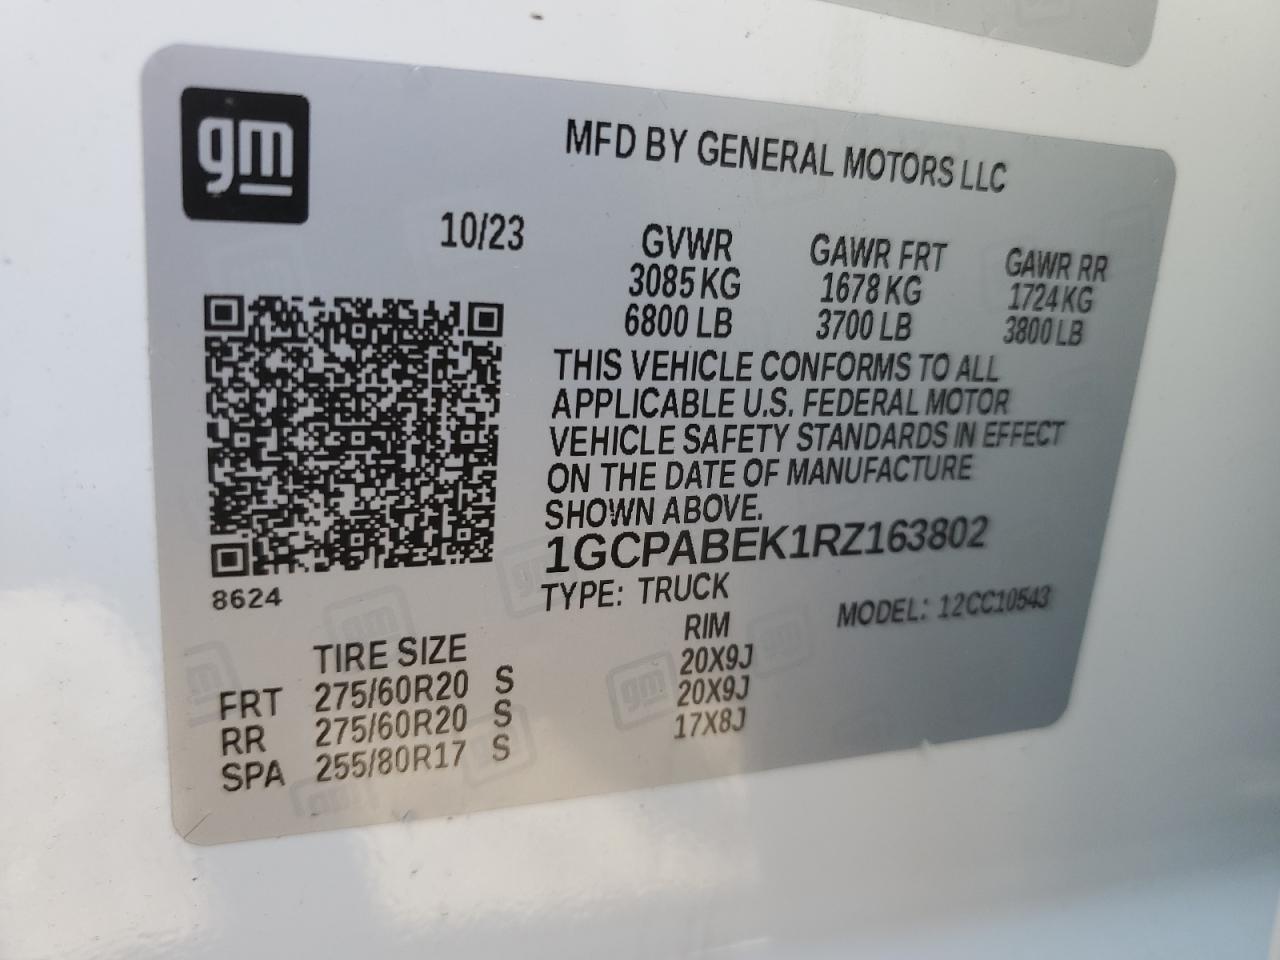 gm
MFD BY GENERAL MOTORS LLC
10/23
GVWR
3085 KG
6800 LB
GAWR FRT
1678 KG
3700 LB
GAWR RR
1724 KG
3800 LB
THIS VEHICLE CONFORMS TO ALL
APPLICABLE U.S. FEDERAL MOTOR
VEHICLE SAFETY STANDARDS IN EFFECT
ON THE DATE OF MANUFACTURE
SHOWN ABOVE.
1GCPABEK1RZ163802
8624
TYPE: TRUCK
MODEL: 12CC10543
TIRE SIZE RIM
FRT 275/60R20 S 20X9J
RR 275/60R20 S 20X9J
SPA 255/80R17 S 17X8J